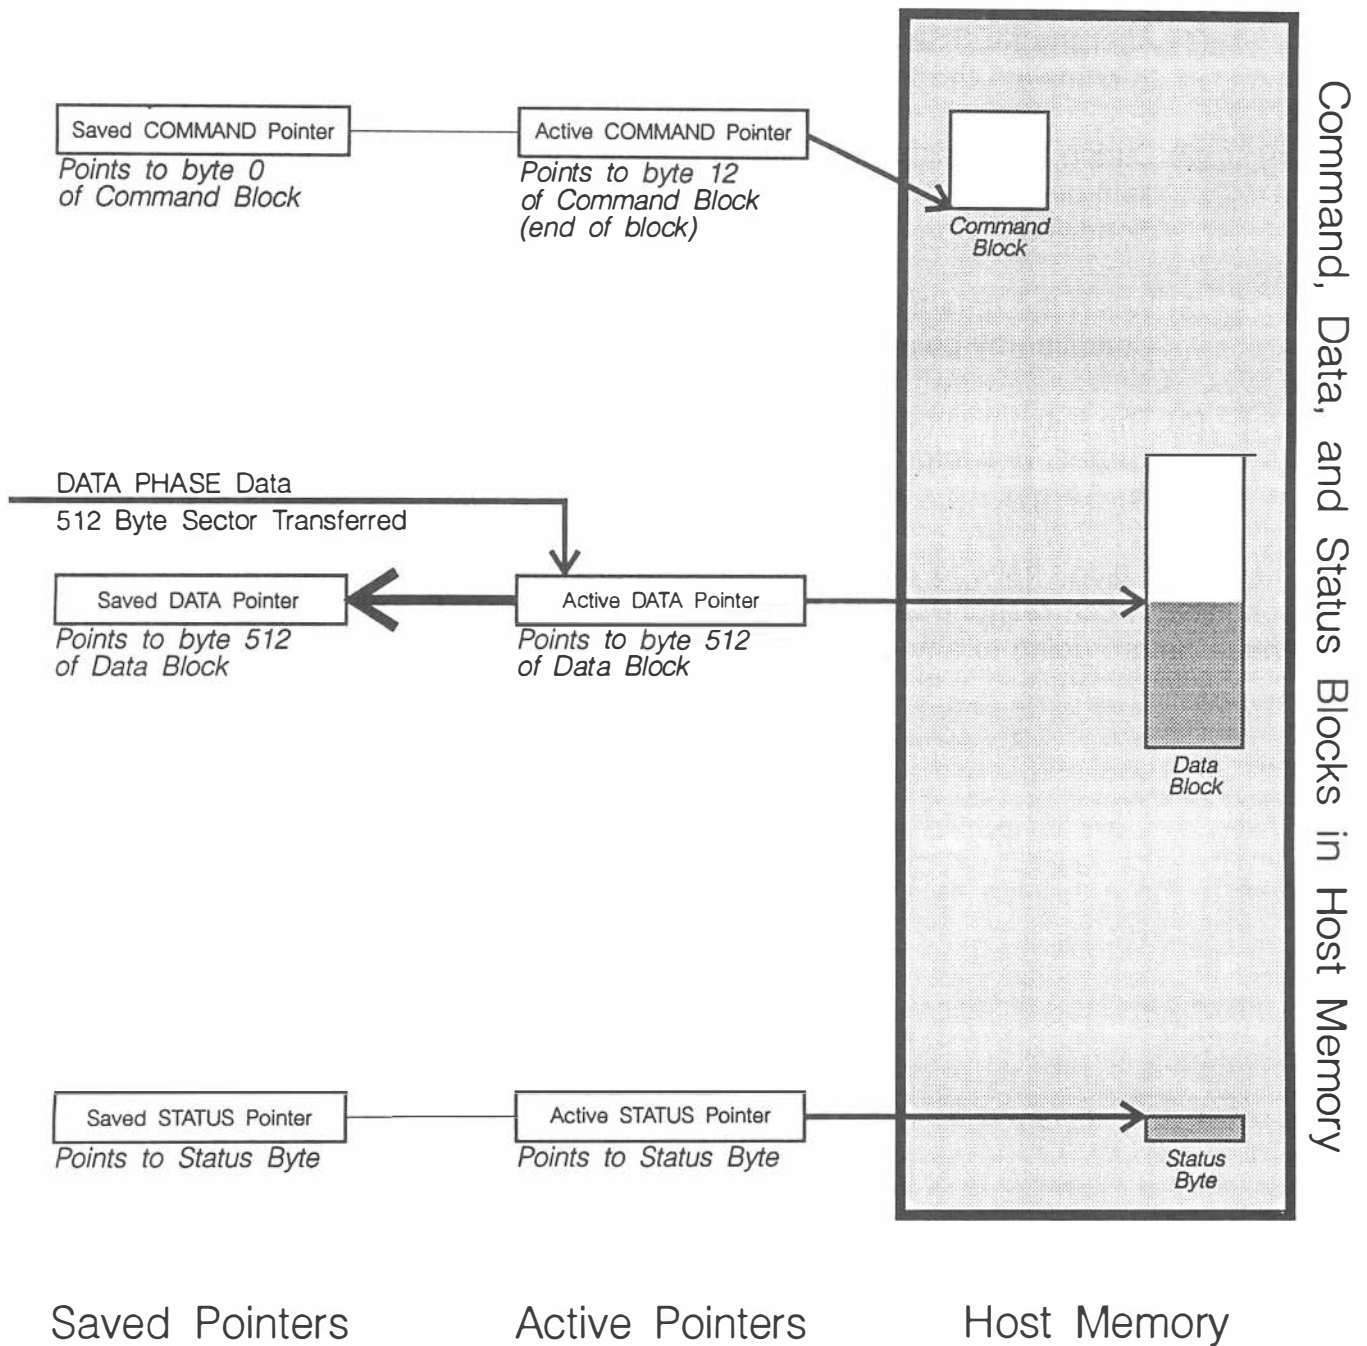 Saved COMMAND Pointer
Points to byte 0
of Command Block
Active COMMAND Pointer
Points to byte 12
of Command Block
(end of block)
Command
Block
DATA PHASE Data
512 Byte Sector Transferred
Saved DATA Pointer
Points to byte 512
of Data Block
Active DATA Pointer
Points to byte 512
of Data Block
Data
Block
Saved STATUS Pointer
Points to Status Byte
Active STATUS Pointer
Points to Status Byte
Status
Byte
Command, Data, and Status Blocks in Host Memory
Saved Pointers
Active Pointers
Host Memory